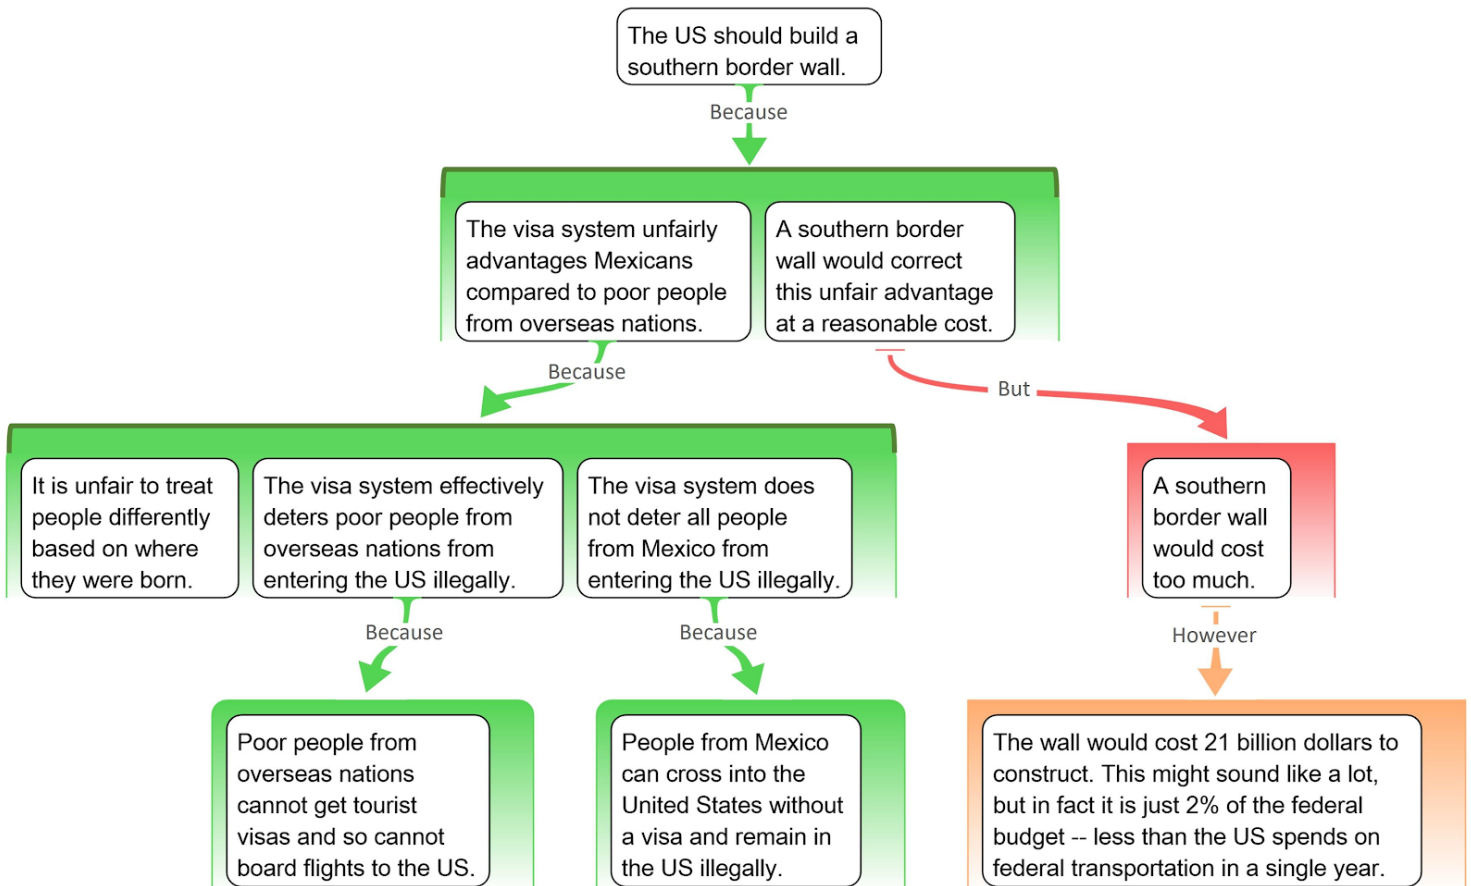 The US should build a
southern border wall.
Because
The visa system unfairly
advantages Mexicans
compared to poor people
from overseas nations.
A southern border
wall would correct
this unfair advantage
at a reasonable cost.
Because
But
It is unfair to treat
people differently
based on where
they were born.
The visa system effectively
deters poor people from
overseas nations from
entering the US illegally.
The visa system does
not deter all people
from Mexico from
entering the US illegally.
A southern
border wall
would cost
too much.
Because
Because
However
Poor people from
overseas nations
cannot get tourist
visas and so cannot
board flights to the US.
People from Mexico
can cross into the
United States without
a visa and remain in
the US illegally.
The wall would cost 21 billion dollars to
construct. This might sound like a lot,
but in fact it is just 2% of the federal
budget -- less than the US spends on
federal transportation in a single year.